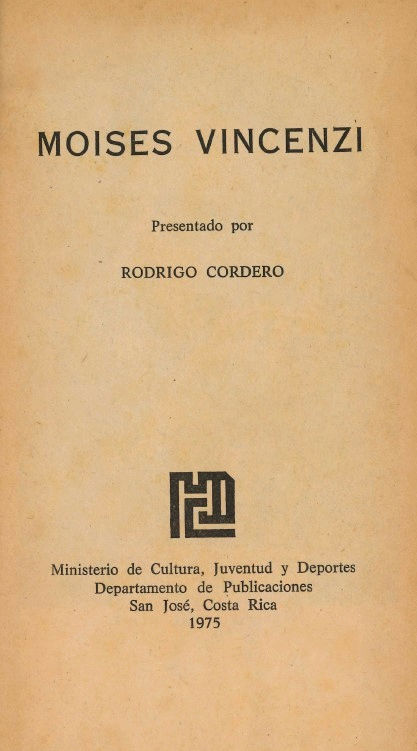 MOISES VINCENZI
Presentado por
RODRIGO CORDERO
Ministerio de Cultura, Juventud y Deportes
Departamento de Publicaciones
San José, Costa Rica
1975